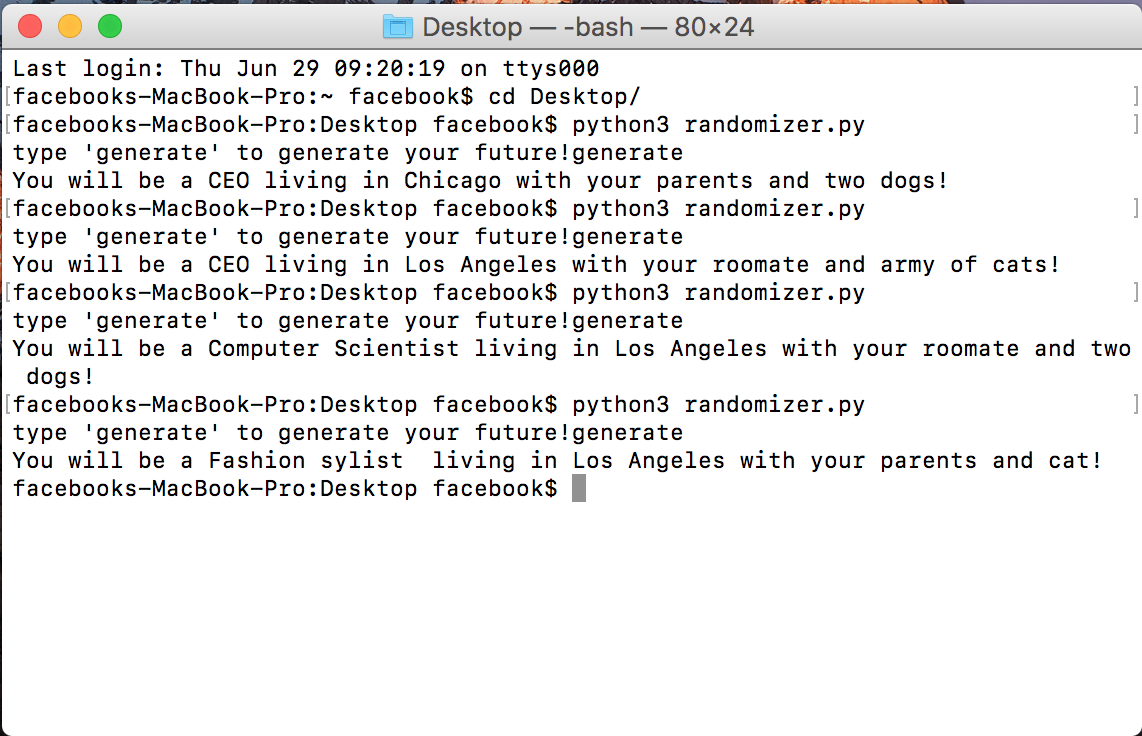 Desktop — -bash — 80×24
Last login: Thu Jun 29 09:20:19 on ttys000
[facebooks-MacBook-Pro:~ facebook$ cd Desktop/ ]
[facebooks-MacBook-Pro:Desktop facebook$ python3 randomizer.py ]
type 'generate' to generate your future!generate
You will be a CEO living in Chicago with your parents and two dogs!
[facebooks-MacBook-Pro:Desktop facebook$ python3 randomizer.py ]
type 'generate' to generate your future!generate
You will be a CEO living in Los Angeles with your roomate and army of cats!
[facebooks-MacBook-Pro:Desktop facebook$ python3 randomizer.py ]
type 'generate' to generate your future!generate
You will be a Computer Scientist living in Los Angeles with your roomate and two
 dogs!
[facebooks-MacBook-Pro:Desktop facebook$ python3 randomizer.py ]
type 'generate' to generate your future!generate
You will be a Fashion sylist  living in Los Angeles with your parents and cat!
facebooks-MacBook-Pro:Desktop facebook$